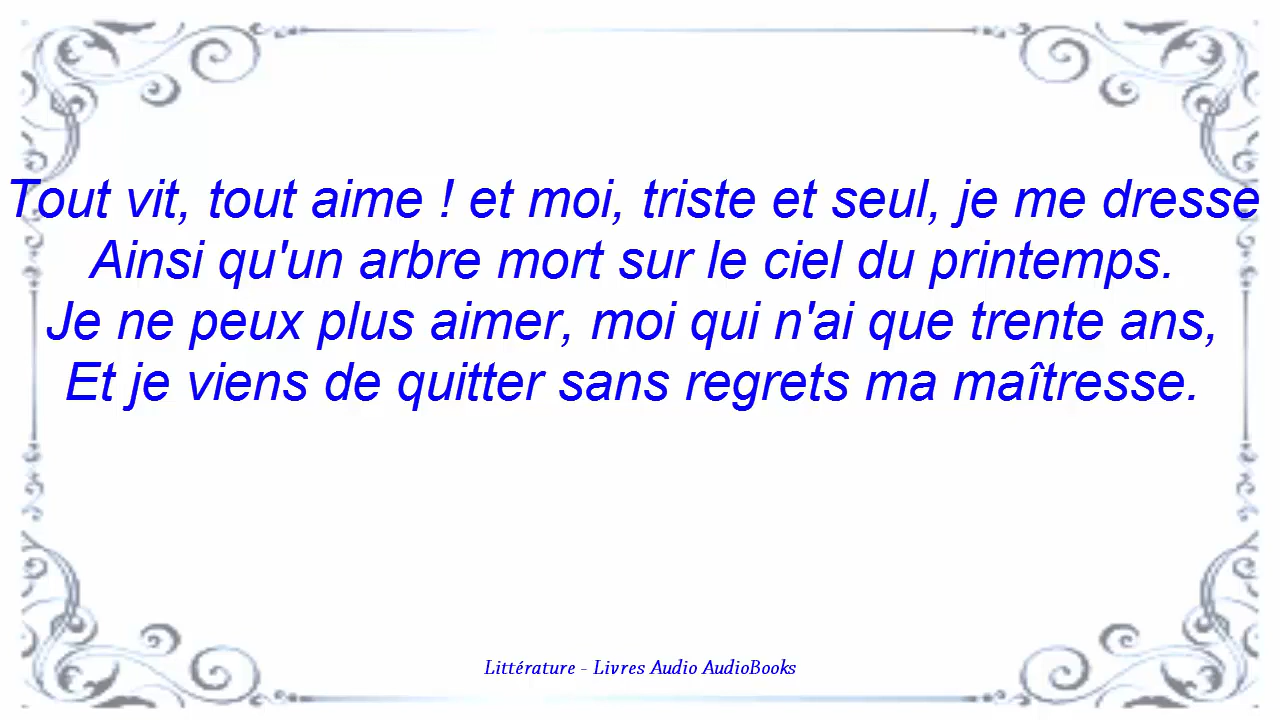 Tout vit, tout aime ! et moi, triste et seul, je me dresse
Ainsi qu'un arbre mort sur le ciel du printemps.
Je ne peux plus aimer, moi qui n'ai que trente ans,
Et je viens de quitter sans regrets ma maîtresse.
Littérature - Livres Audio AudioBooks